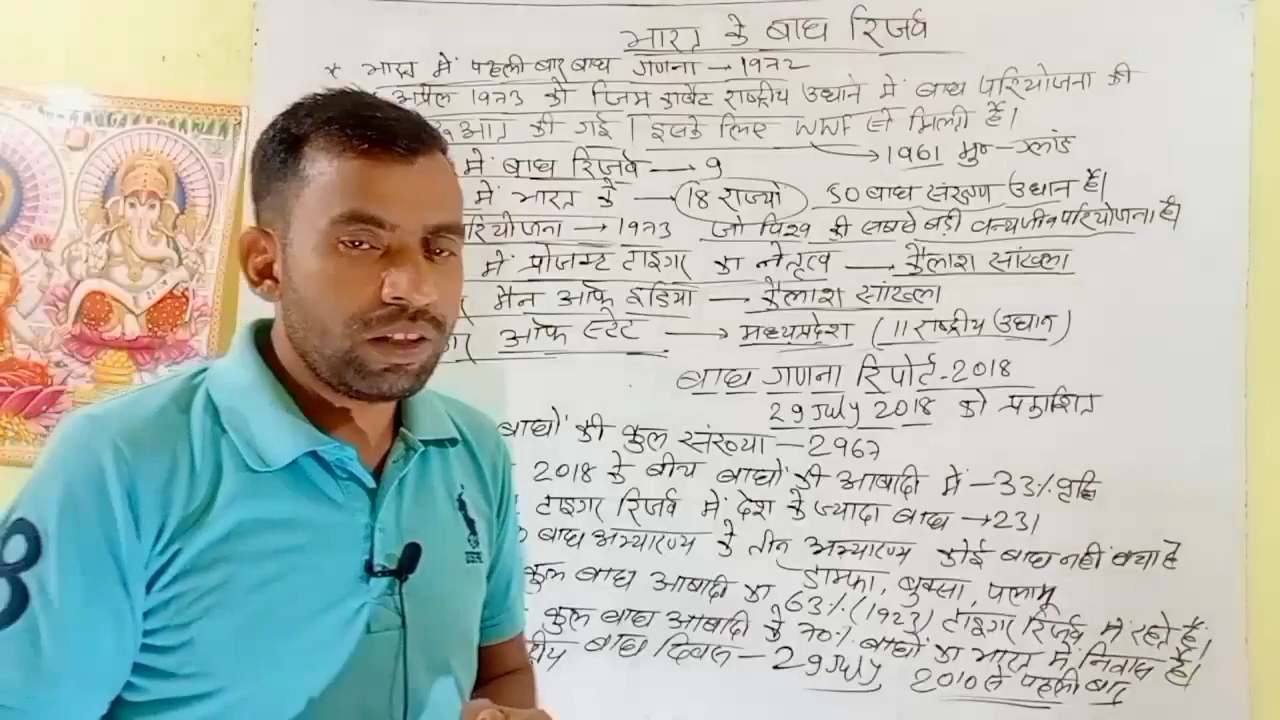 भारत के बाघ रिजर्व
* भारत में पहली बार बाघ गणना → 1972
अप्रैल 1973 को जिम कार्बेट राष्ट्रीय उद्यान में बाघ परियोजना की
आत की गई। इसके लिए WWF से मिली है।
→ 1961 ग्लांड
में बाघ रिजर्व → 9
में भारत के → 18 राज्यों 50 बाघ संरक्षण उद्यान है।
रियोजना → 1973 जो विश्व की सबसे बड़ी वन्यजीव परियोजना है।
में प्रोजेक्ट टाइगर का नेतृत्व — कैलाश सांखला
मैन ऑफ इंडिया — कैलाश सांखला
ऑफ स्टेट → मध्यप्रदेश (11 राष्ट्रीय उद्यान)
बाघ गणना रिपोर्ट-2018
29 July 2018 को प्रकाशित
बाघों की कुल संख्या — 2967
2018 के बीच बाघों की आबादी में — 33% वृद्धि
टाइगर रिजर्व में देश के ज्यादा बाघ → 231
बाघ अभ्यारण्य के तीन अभ्यारण्य कोई बाघ नहीं बचा है
डाम्फा, बुक्सा, पलामू
कुल बाघ आबादी का 63% (1923) टाइगर रिजर्व में रहते हैं।
कुल बाघ आबादी के 70% बाघों का भारत में निवास है।
बाघ दिवस — 29 July 2010 से पहली बार